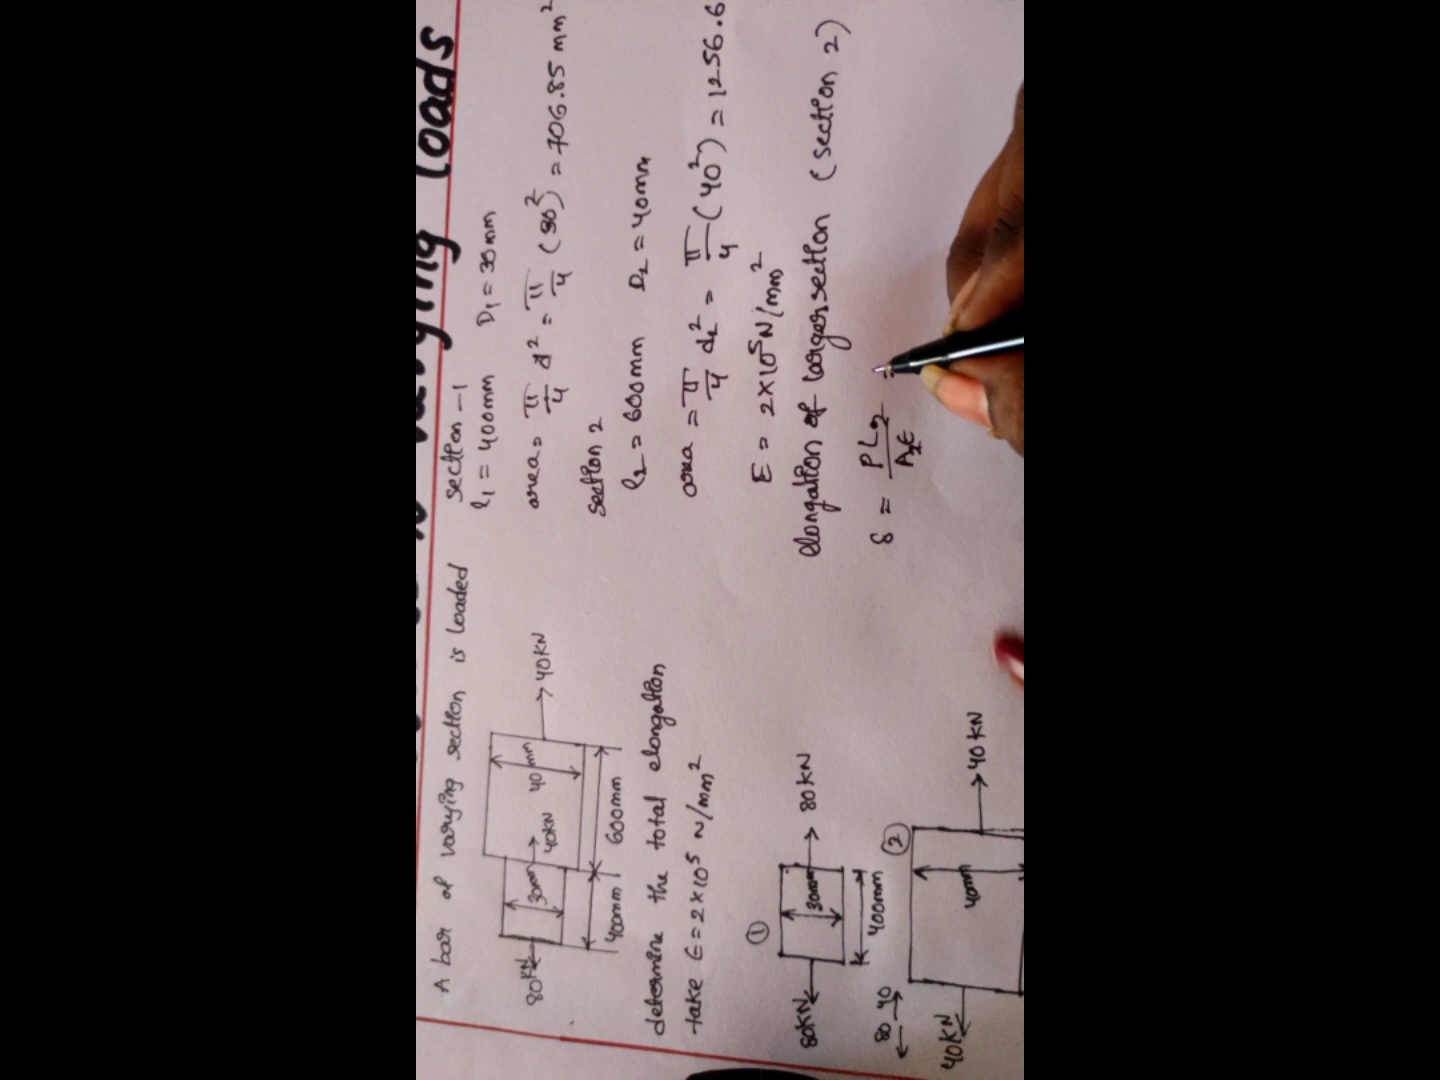 varying loads
A bar of varying section is loaded
80KN
30mm
40KN
40mm
40KN
400mm
600mm
determine the total elongation
take E = 2×10⁵ N/mm²
①
80KN
30mm
80KN
400mm
②
80 40
40KN
40mm
40KN
section-1
l₁ = 400mm D₁ = 30mm
area = π/4 d² = π/4 (30²) = 706.85 mm²
section 2
l₂ = 600mm D₂ = 40mm
area = π/4 d₂² = π/4 (40²) = 1256.6
E = 2×10⁵ N/mm²
elongation of larger section (section 2)
δ = PL₂/A₂E =